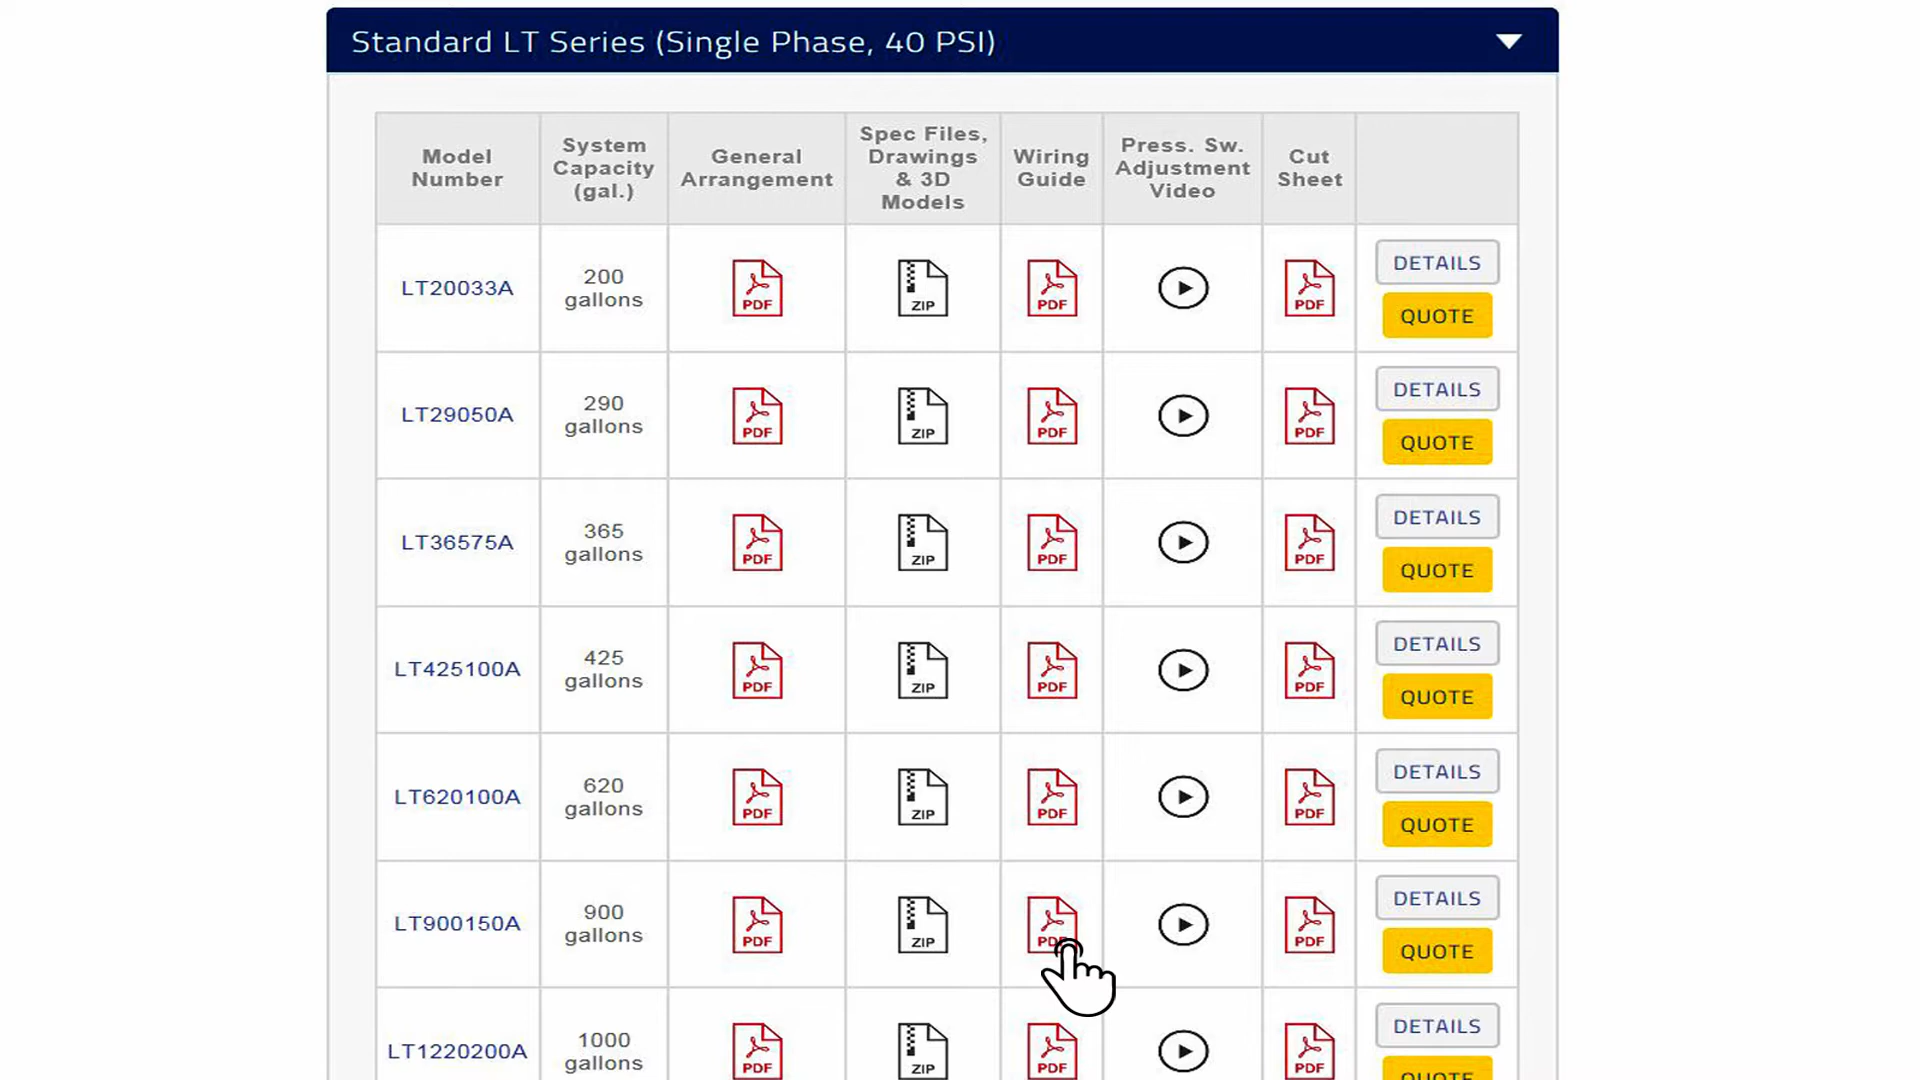 Standard LT Series (Single Phase, 40 PSI)
Model
Number
System
Capacity
(gal.)
General
Arrangement
Spec Files,
Drawings
& 3D
Models
Wiring
Guide
Press. Sw.
Adjustment
Video
Cut
Sheet
LT20033A
200
gallons
PDF
ZIP
PDF
PDF
DETAILS
QUOTE
LT29050A
290
gallons
PDF
ZIP
PDF
PDF
DETAILS
QUOTE
LT36575A
365
gallons
PDF
ZIP
PDF
PDF
DETAILS
QUOTE
LT425100A
425
gallons
PDF
ZIP
PDF
PDF
DETAILS
QUOTE
LT620100A
620
gallons
PDF
ZIP
PDF
PDF
DETAILS
QUOTE
LT900150A
900
gallons
PDF
ZIP
PDF
PDF
DETAILS
QUOTE
LT1220200A
1000
gallons
PDF
ZIP
PDF
PDF
DETAILS
QUOTE